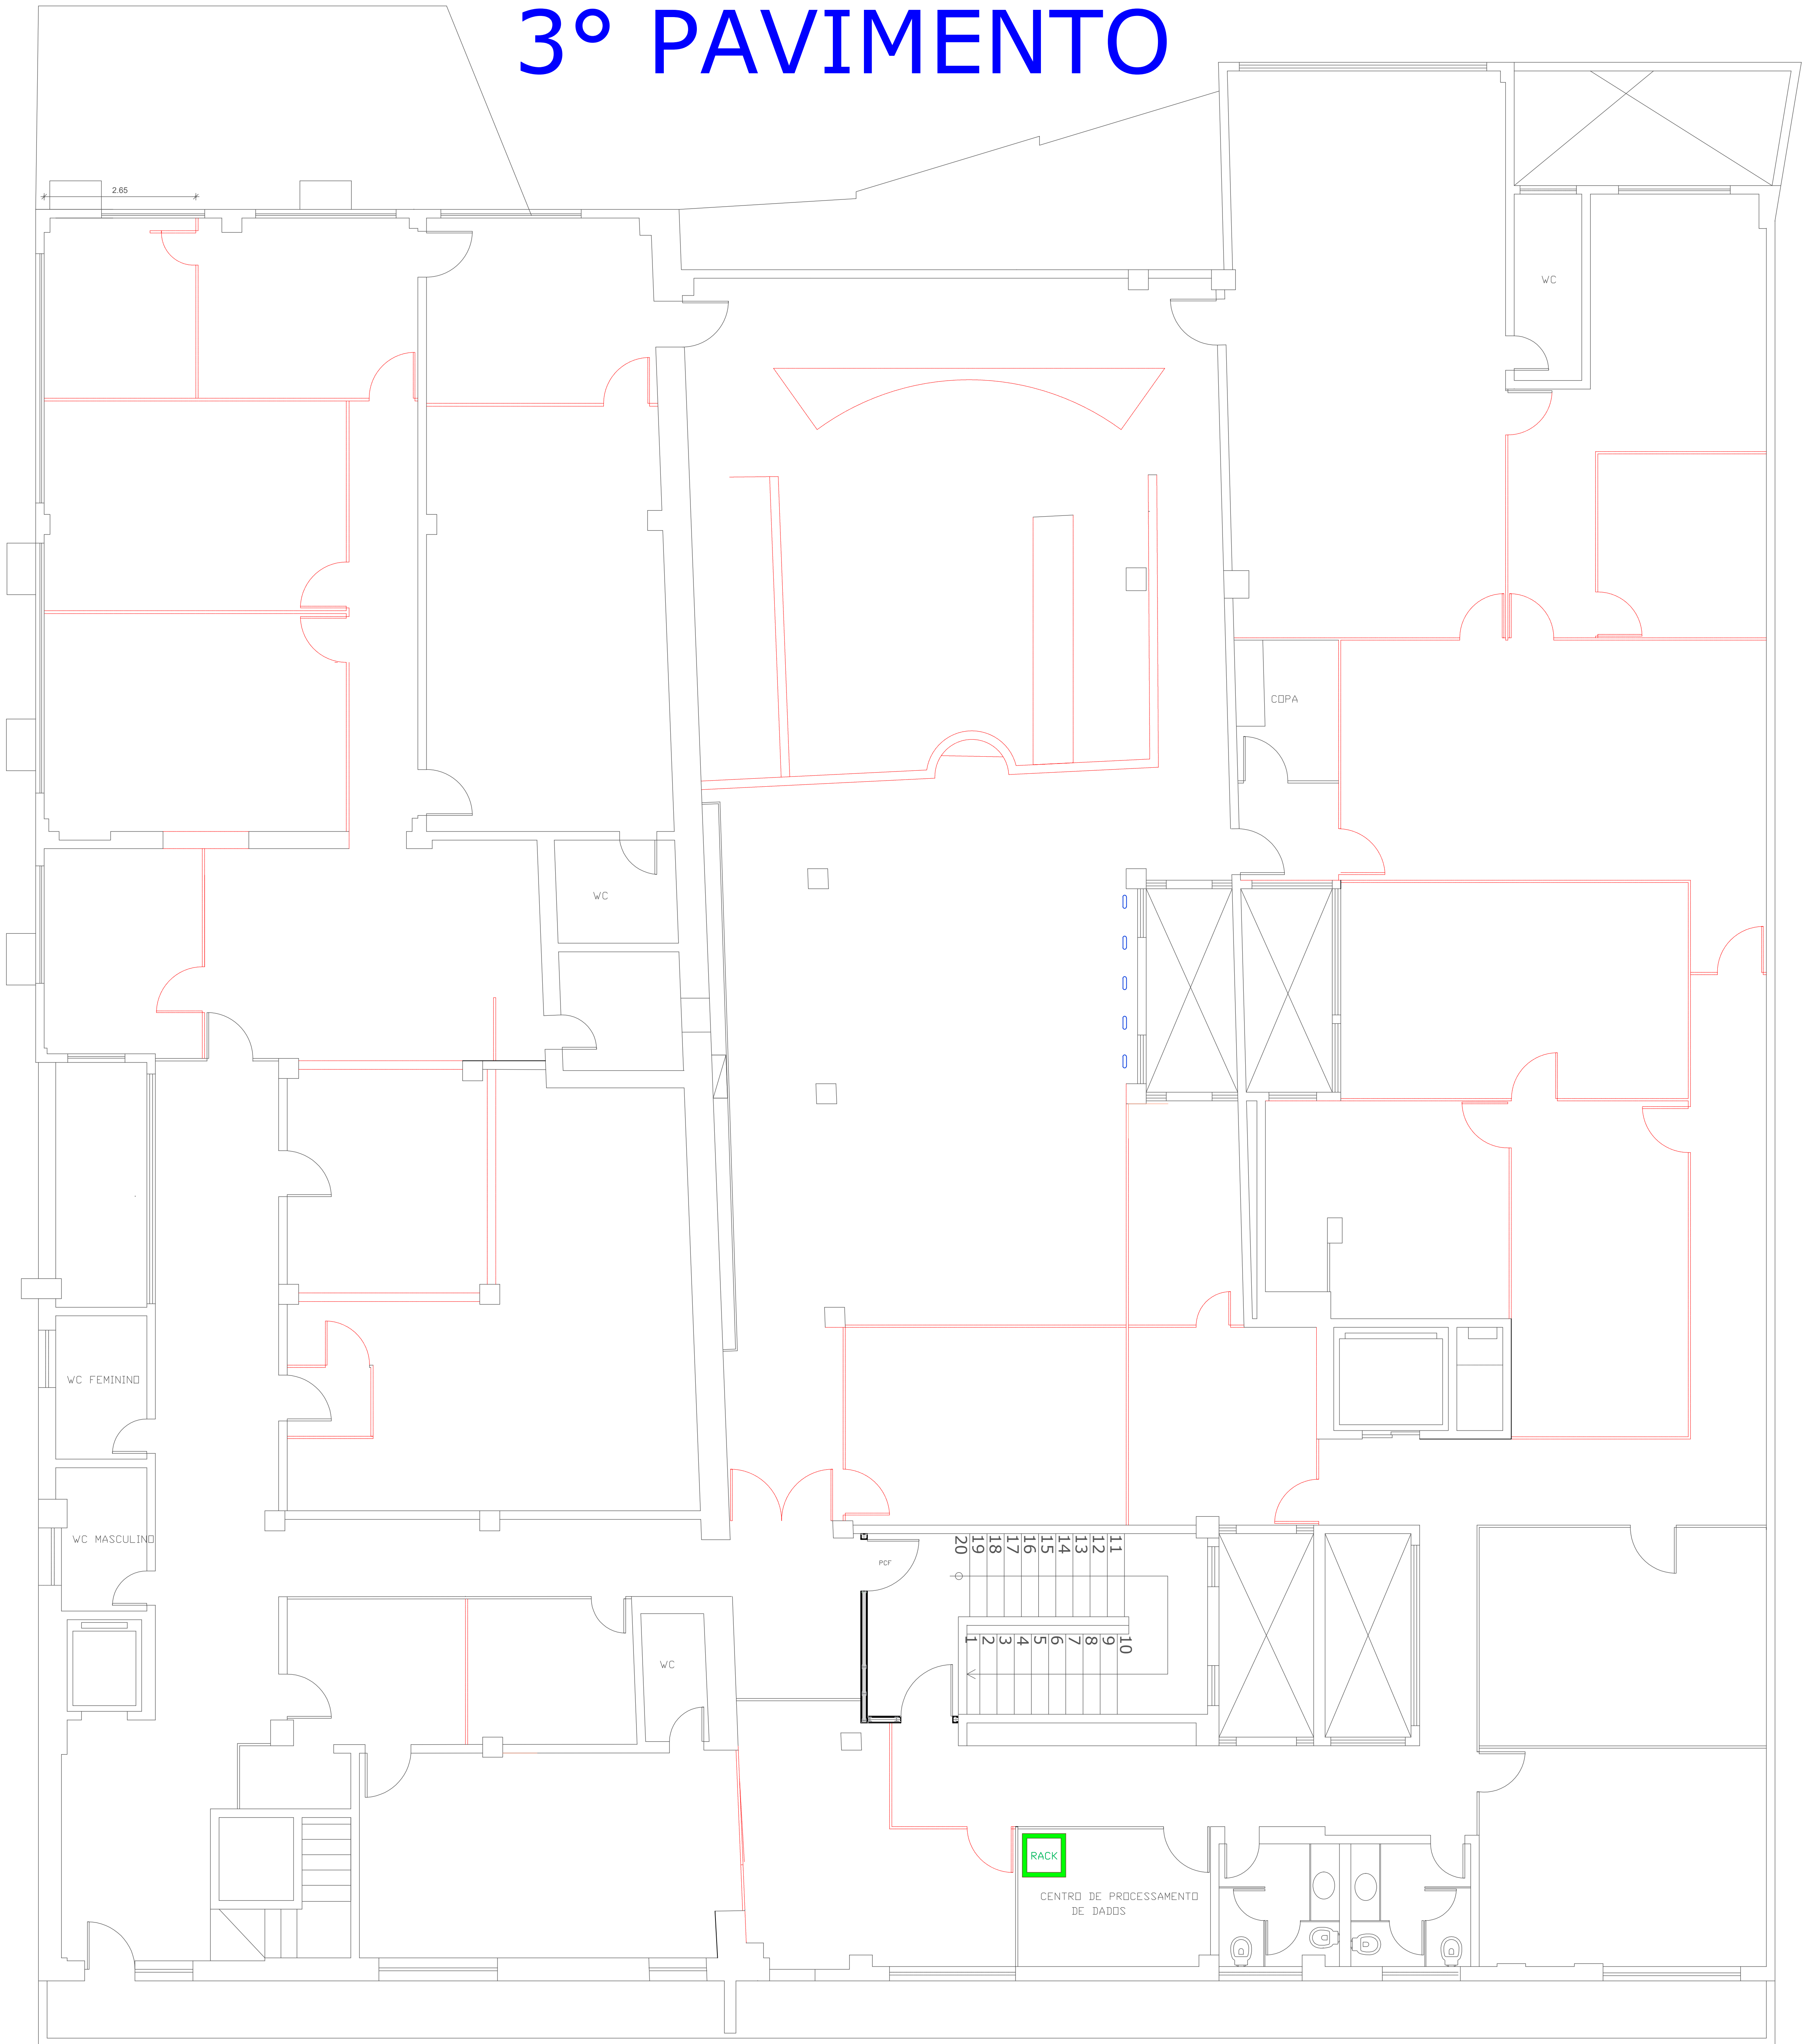 3° PAVIMENTO
2.65
WC
COPA
WC
WC FEMININO
WC MASCULINO
PCF
20 19 18 17 16 15 14 13 12 11
1 2 3 4 5 6 7 8 9 10
WC
RACK
CENTRO DE PROCESSAMENTO
DE DADOS